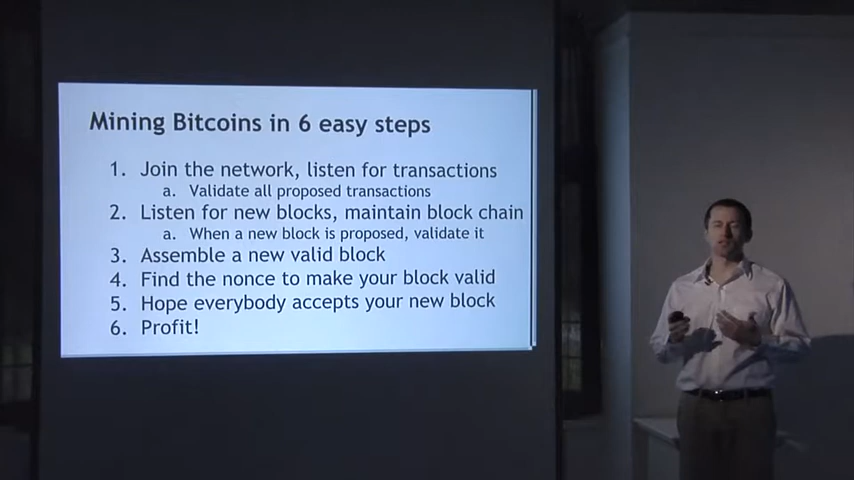 Mining Bitcoins in 6 easy steps
1. Join the network, listen for transactions
a. Validate all proposed transactions
2. Listen for new blocks, maintain block chain
a. When a new block is proposed, validate it
3. Assemble a new valid block
4. Find the nonce to make your block valid
5. Hope everybody accepts your new block
6. Profit!